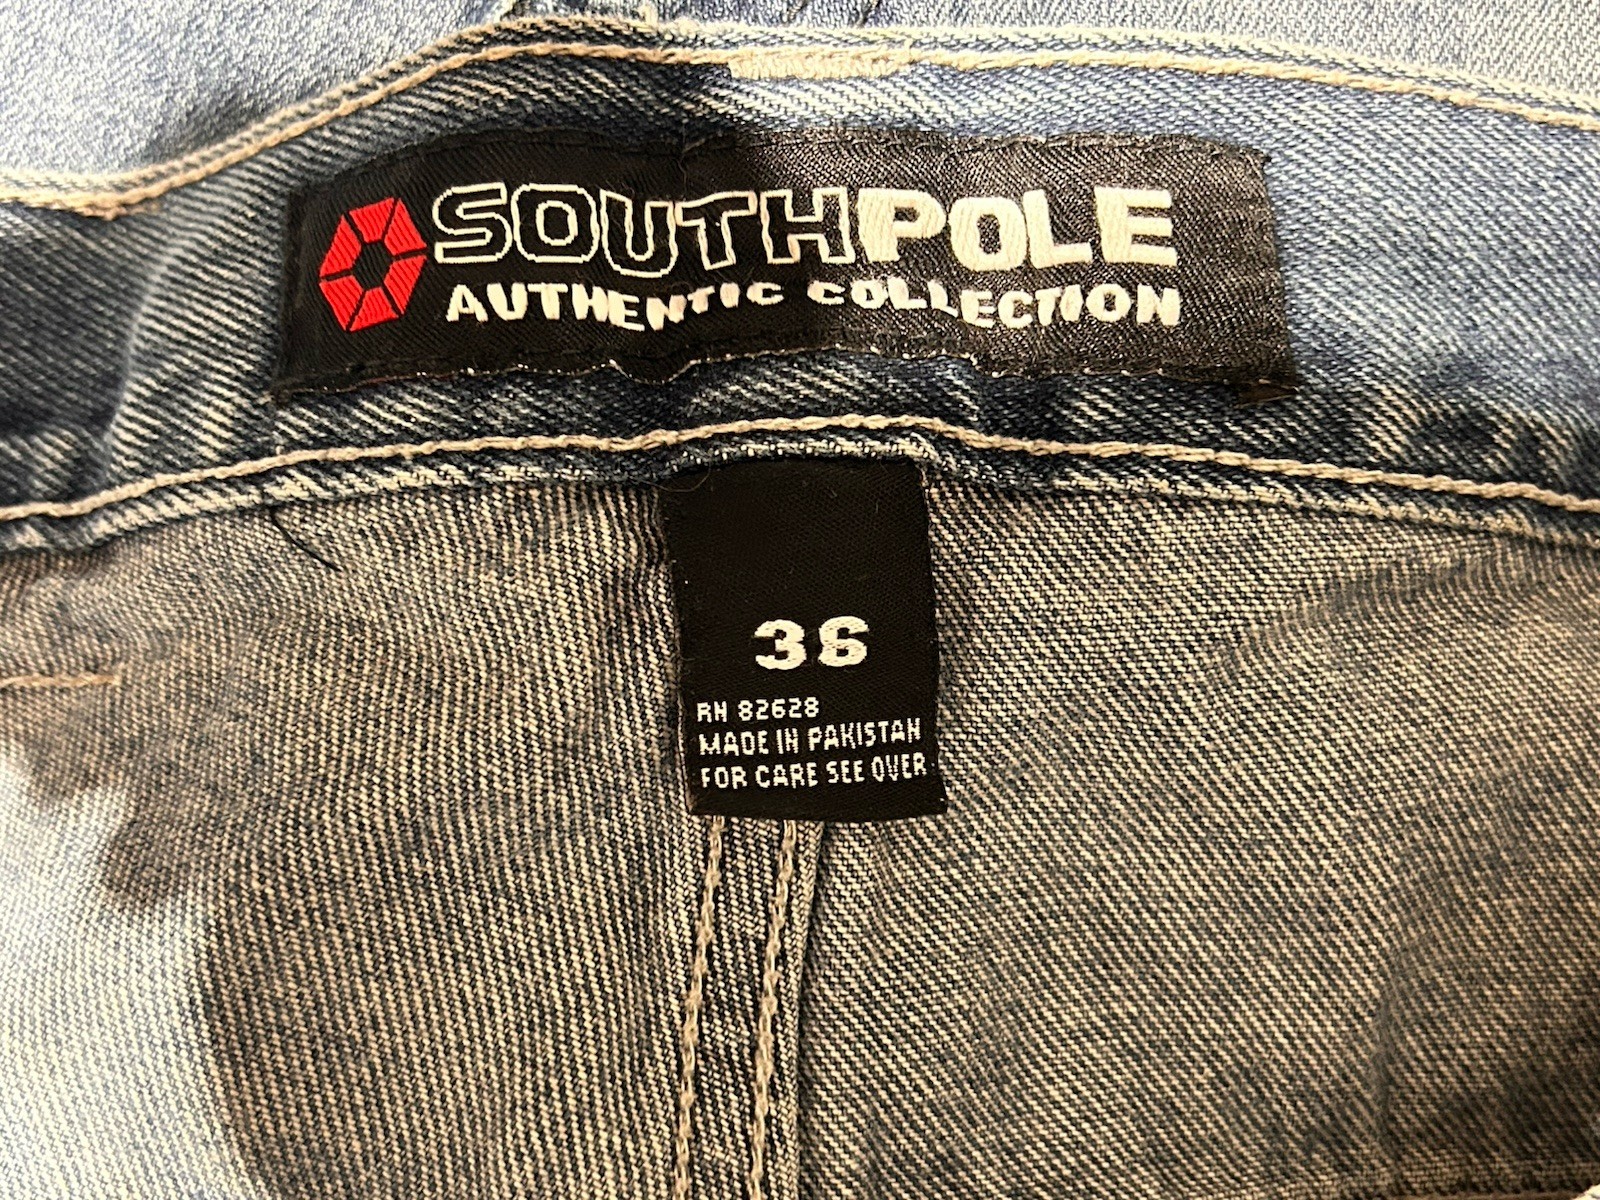 SOUTHPOLE
AUTHENTIC COLLECTION
36
RN 82628
MADE IN PAKISTAN
FOR CARE SEE OVER